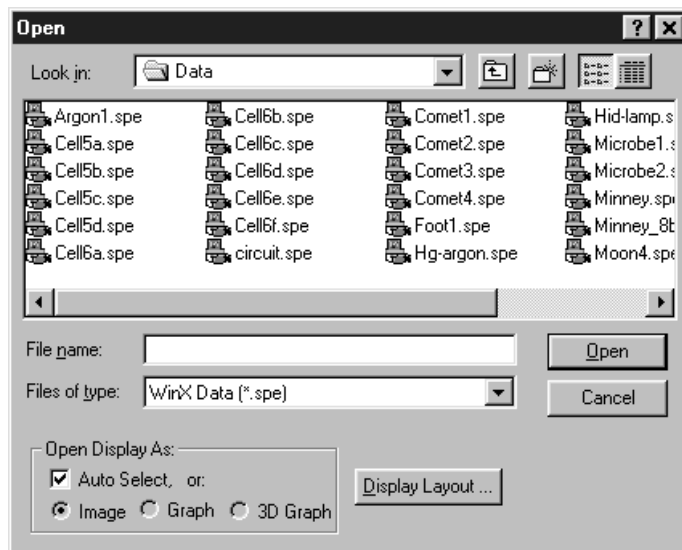 Open
Look in: Data
Argon1.spe Cell6b.spe Comet1.spe Hid-lamp.s
Cell5a.spe Cell6c.spe Comet2.spe Microbe1.s
Cell5b.spe Cell6d.spe Comet3.spe Microbe2.s
Cell5c.spe Cell6e.spe Comet4.spe Minney.spe
Cell5d.spe Cell6f.spe Foot1.spe Minney_8b
Cell6a.spe circuit.spe Hg-argon.spe Moon4.spe
File name: Open
Files of type: WinX Data (*.spe) Cancel
Open Display As:
Auto Select, or:
Image Graph 3D Graph
Display Layout ...